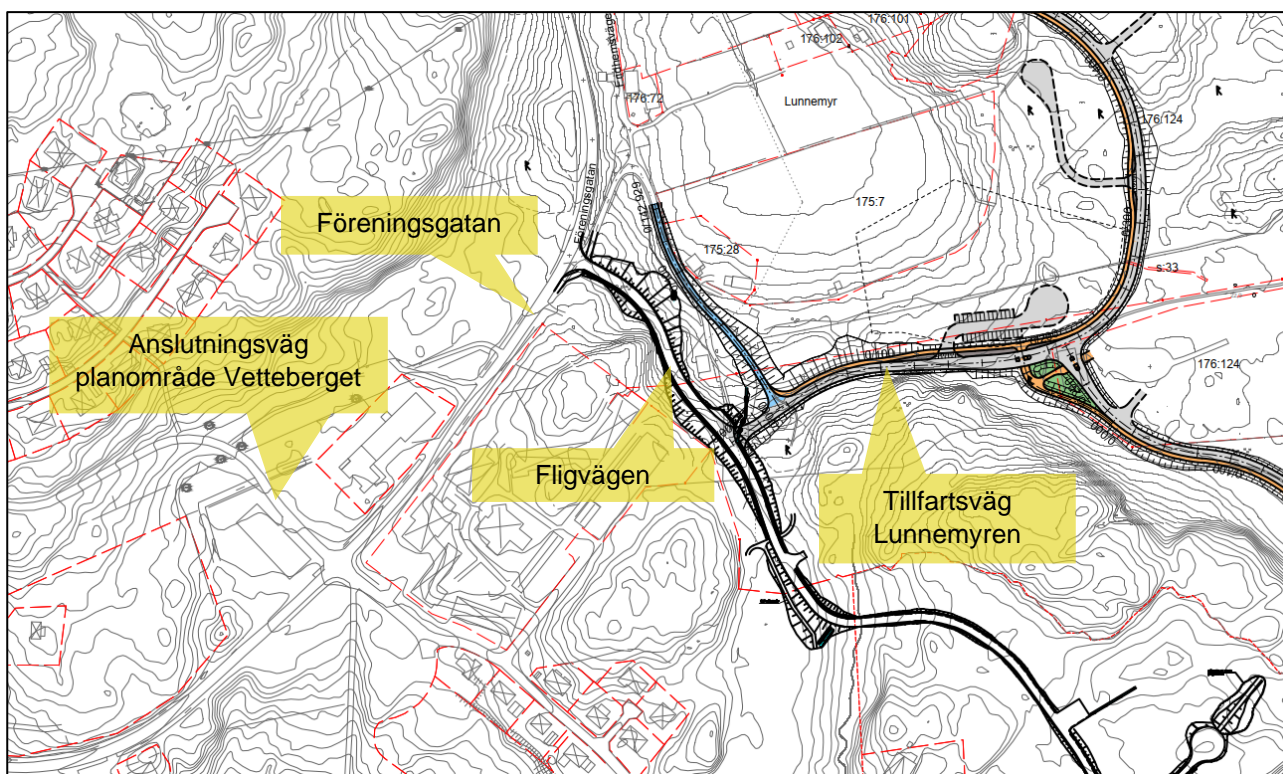 176:101
176:102
176:72
Lunnemyr
176:124
Föreningsgatan
175:7
Föreningsgatan
175:28
s:33
Anslutningsväg
planområde Vetteberget
176:124
Fligvägen
Tillfartsväg
Lunnemyren